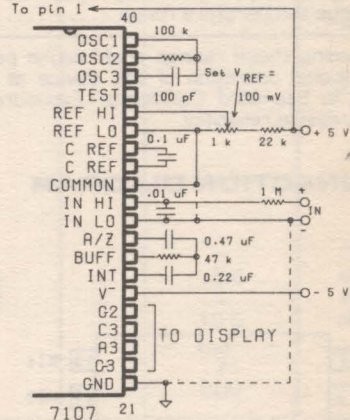 To pin 1
40
OSC1
100 k
OSC2
OSC3
Set V REF =
TEST
100 pF
100 mV
REF HI
REF LO
+ 5 V
0.1 uF
1 k
22 k
C REF
C REF
COMMON
.01 uF
1 M
+
IN HI
IN
IN LO
-
A/Z
0.47 uF
BUFF
47 k
INT
0.22 uF
V-
- 5 V
G2
C3
TO DISPLAY
A3
G3
GND
7107
21